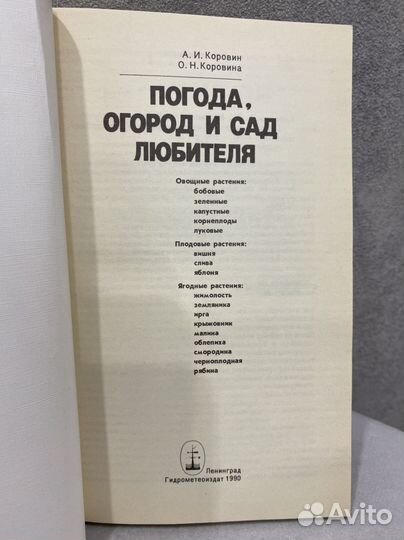 А. И. Коровин
О. Н. Коровина
ПОГОДА,
ОГОРОД И САД
ЛЮБИТЕЛЯ
Овощные растения:
бобовые
зеленные
капустные
корнеплоды
луковые
Плодовые растения:
вишня
слива
яблоня
Ягодные растения:
жимолость
земляника
ирга
крыжовник
малина
облепиха
смородина
черноплодная
рябина
Ленинград
Гидрометеоиздат 1990
Avito